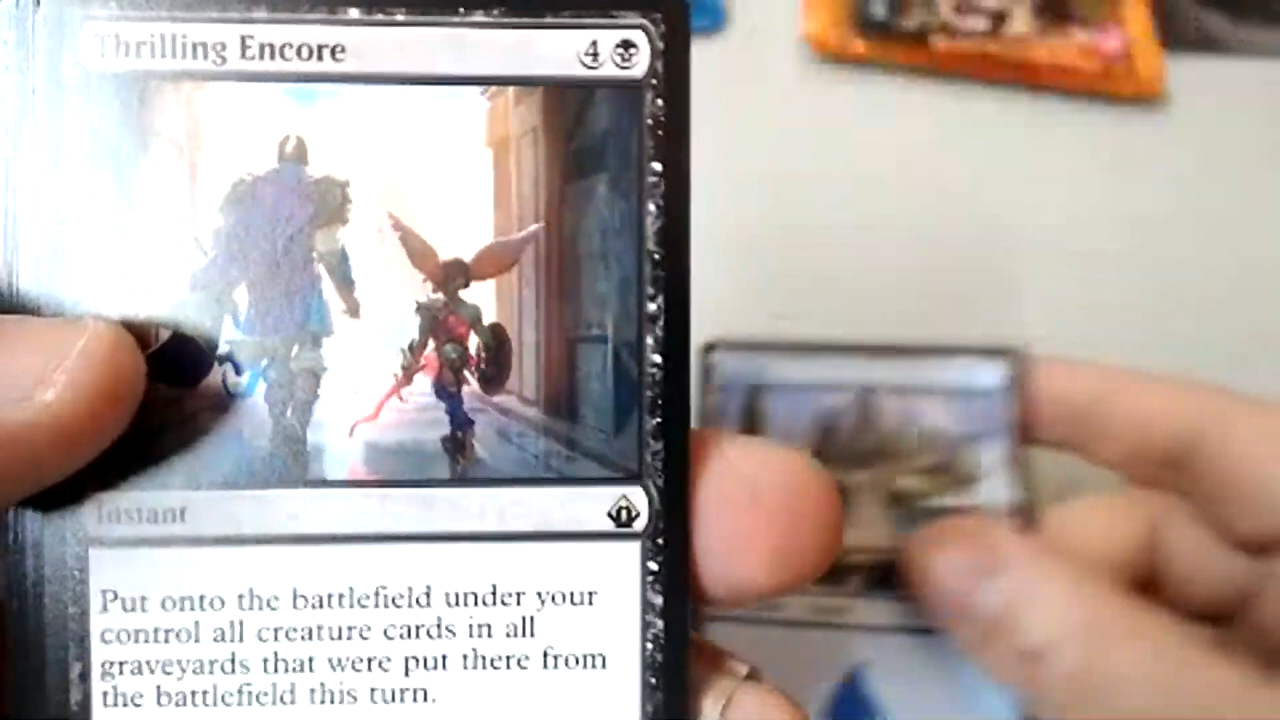 Thrilling Encore 4
Instant
Put onto the battlefield under your
control all creature cards in all
graveyards that were put there from
the battlefield this turn.